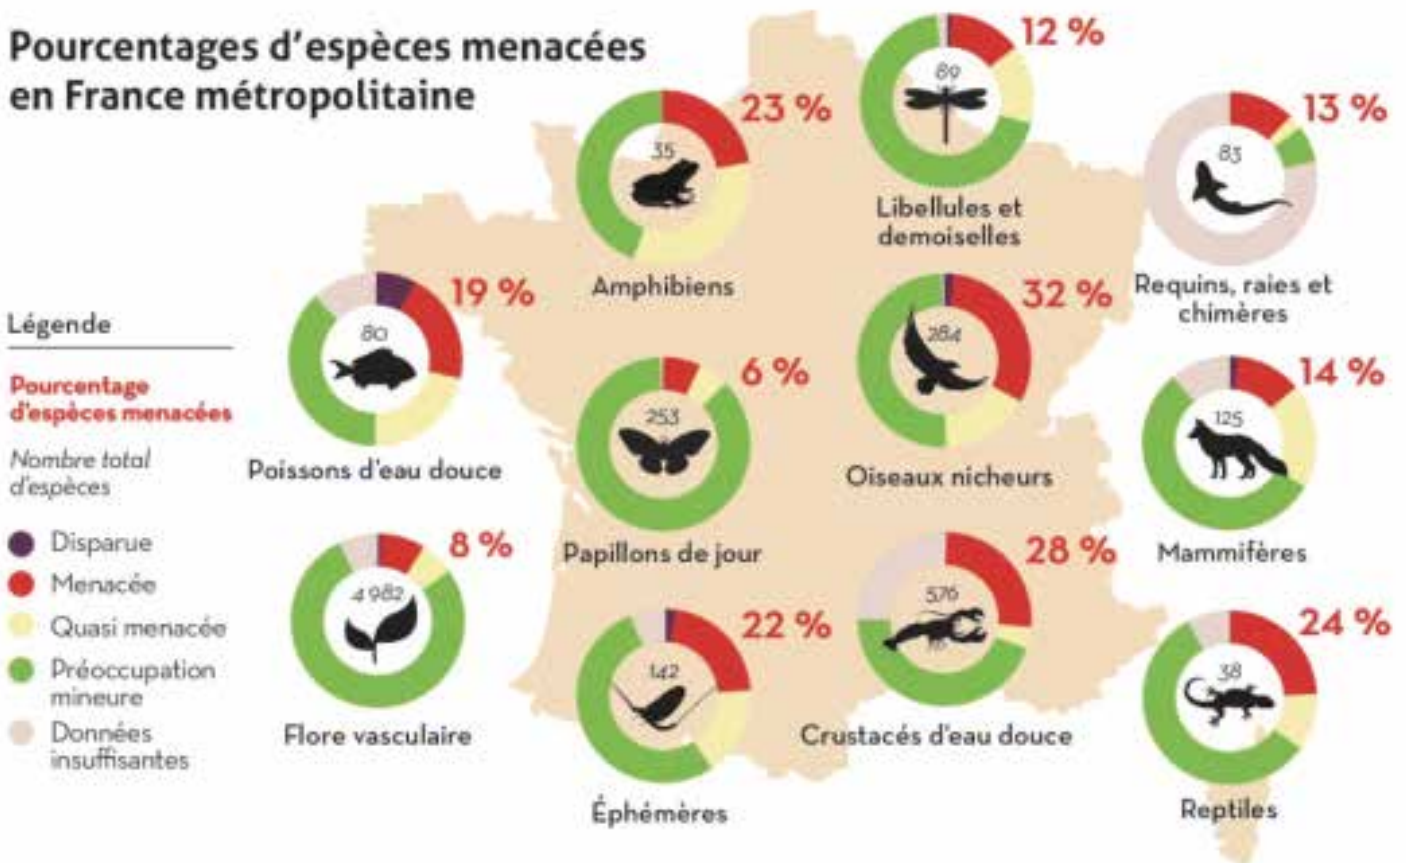 Pourcentages d'espèces menacées
en France métropolitaine
Légende
Pourcentage
d'espèces menacées
Nombre total
d'espèces
Disparue
Menacée
Quasi menacée
Préoccupation
mineure
Données
insuffisantes
12 %
89
Libellules et
demoiselles
23 %
35
Amphibiens
13 %
83
Requins, raies et
chimères
19 %
80
Poissons d'eau douce
32 %
284
Oiseaux nicheurs
6 %
253
Papillons de jour
14 %
125
Mammifères
8 %
4 982
Flore vasculaire
28 %
576
Crustacés d'eau douce
22 %
142
Éphémères
24 %
38
Reptiles